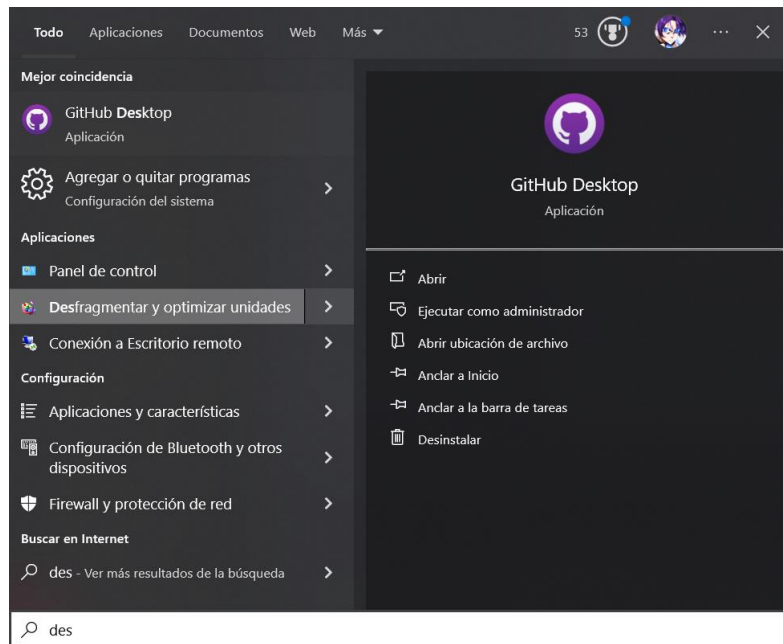 Todo Aplicaciones Documentos Web Más 53 ...
Mejor coincidencia
GitHub Desktop
Aplicación
Agregar o quitar programas
Configuración del sistema
Aplicaciones
Panel de control
Desfragmentar y optimizar unidades
Conexión a Escritorio remoto
Configuración
Aplicaciones y características
Configuración de Bluetooth y otros
dispositivos
Firewall y protección de red
Buscar en Internet
des - Ver más resultados de la búsqueda
des
GitHub Desktop
Aplicación
Abrir
Ejecutar como administrador
Abrir ubicación de archivo
Anclar a Inicio
Anclar a la barra de tareas
Desinstalar